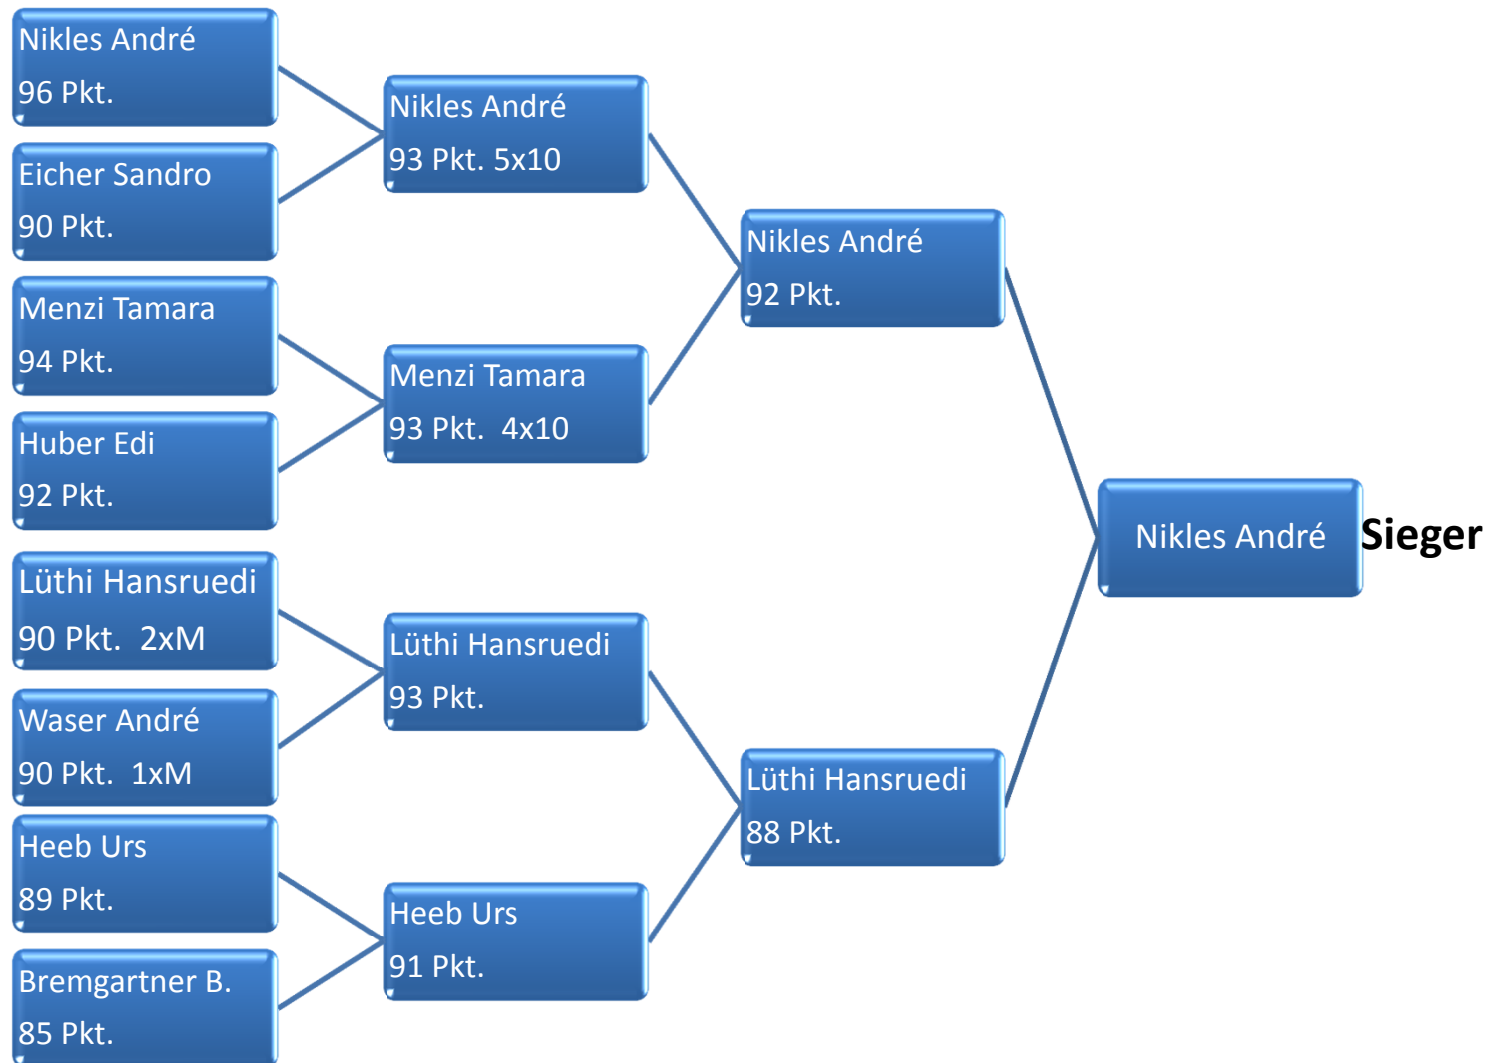 Nikles André
96 Pkt.
Eicher Sandro
90 Pkt.
Menzi Tamara
94 Pkt.
Huber Edi
92 Pkt.
Lüthi Hansruedi
90 Pkt.  2xM
Waser André
90 Pkt.  1xM
Heeb Urs
89 Pkt.
Bremgartner B.
85 Pkt.
Nikles André
93 Pkt. 5x10
Menzi Tamara
93 Pkt.  4x10
Lüthi Hansruedi
93 Pkt.
Heeb Urs
91 Pkt.
Nikles André
92 Pkt.
Lüthi Hansruedi
88 Pkt.
Nikles André Sieger